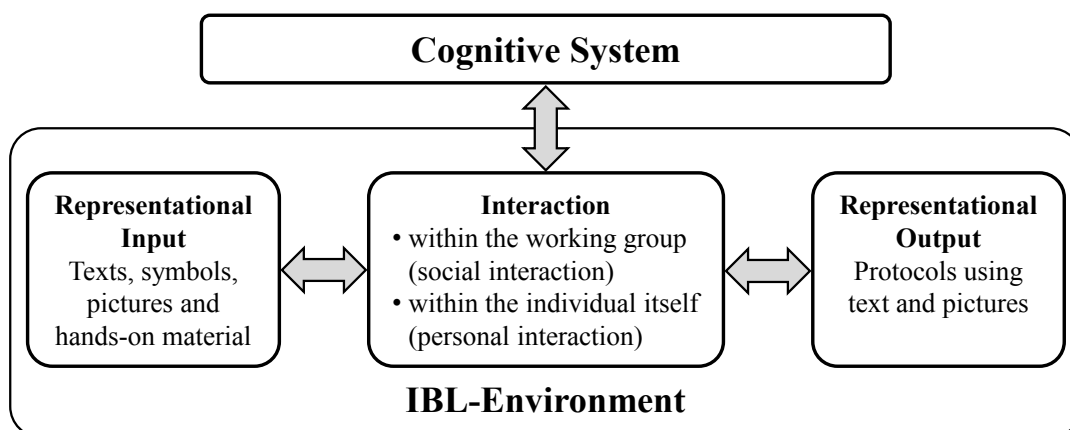 Cognitive System
Representational
Input
Texts, symbols,
pictures and
hands-on material
Interaction
• within the working group
(social interaction)
• within the individual itself
(personal interaction)
Representational
Output
Protocols using
text and pictures
IBL-Environment